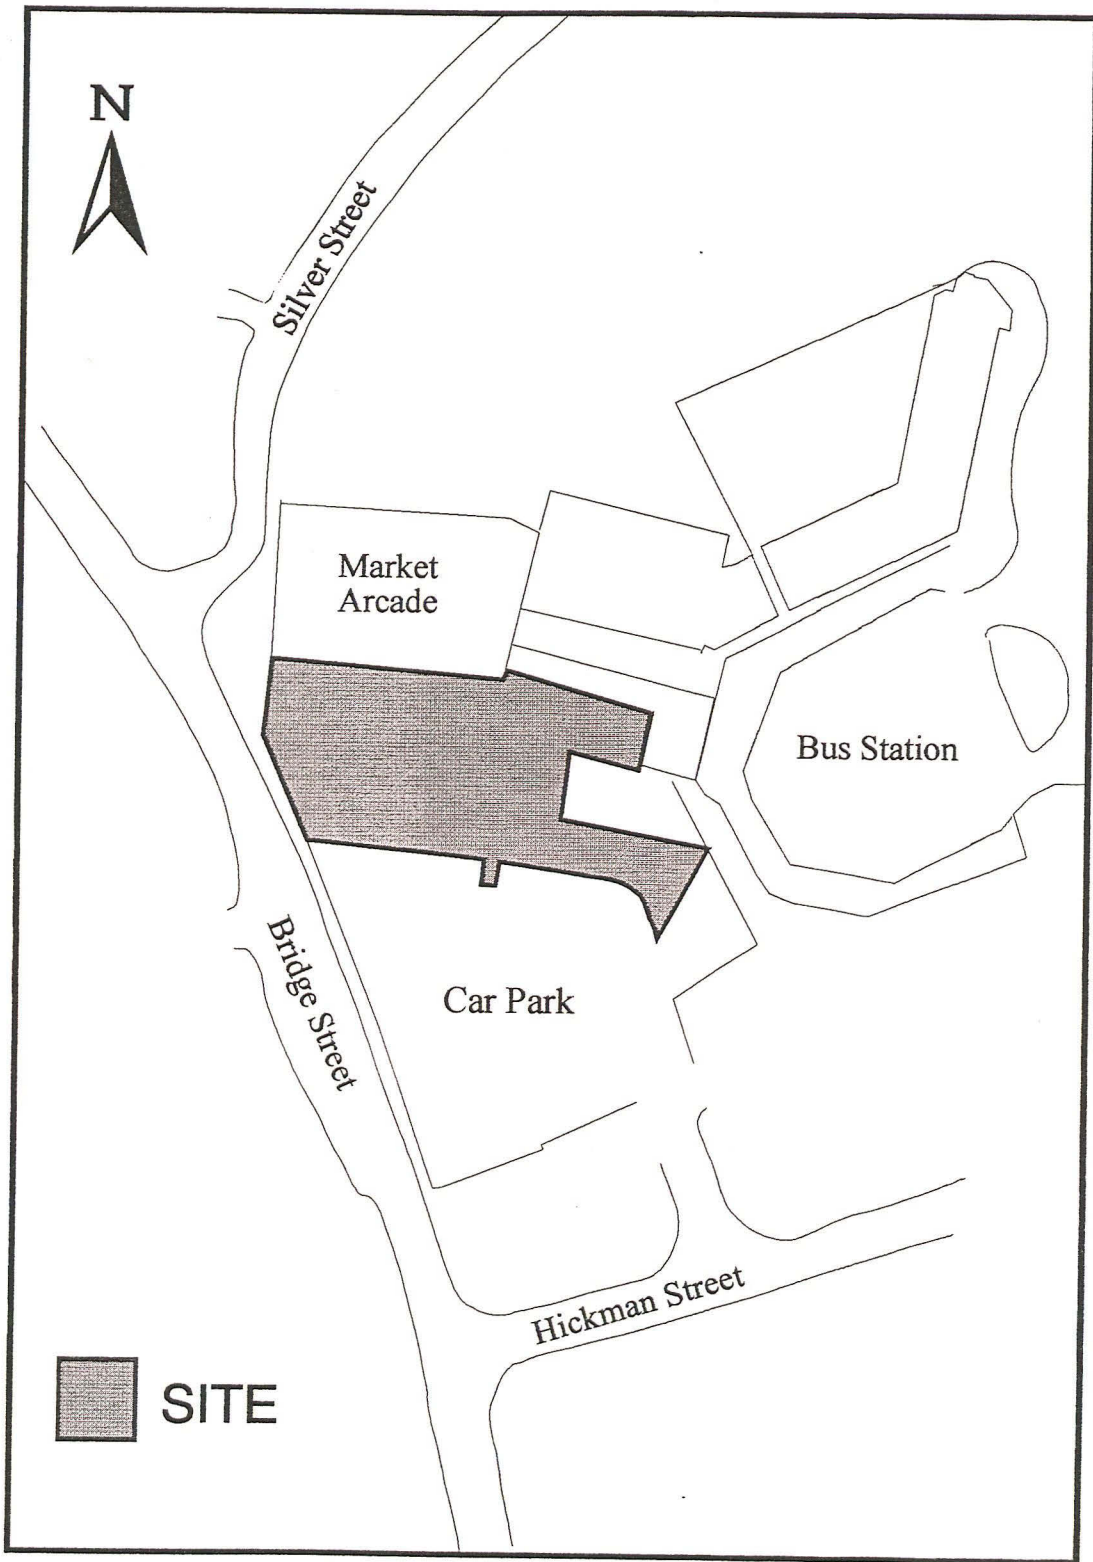 N
Silver Street
Market
Arcade
Bus Station
Bridge Street
Car Park
Hickman Street
SITE